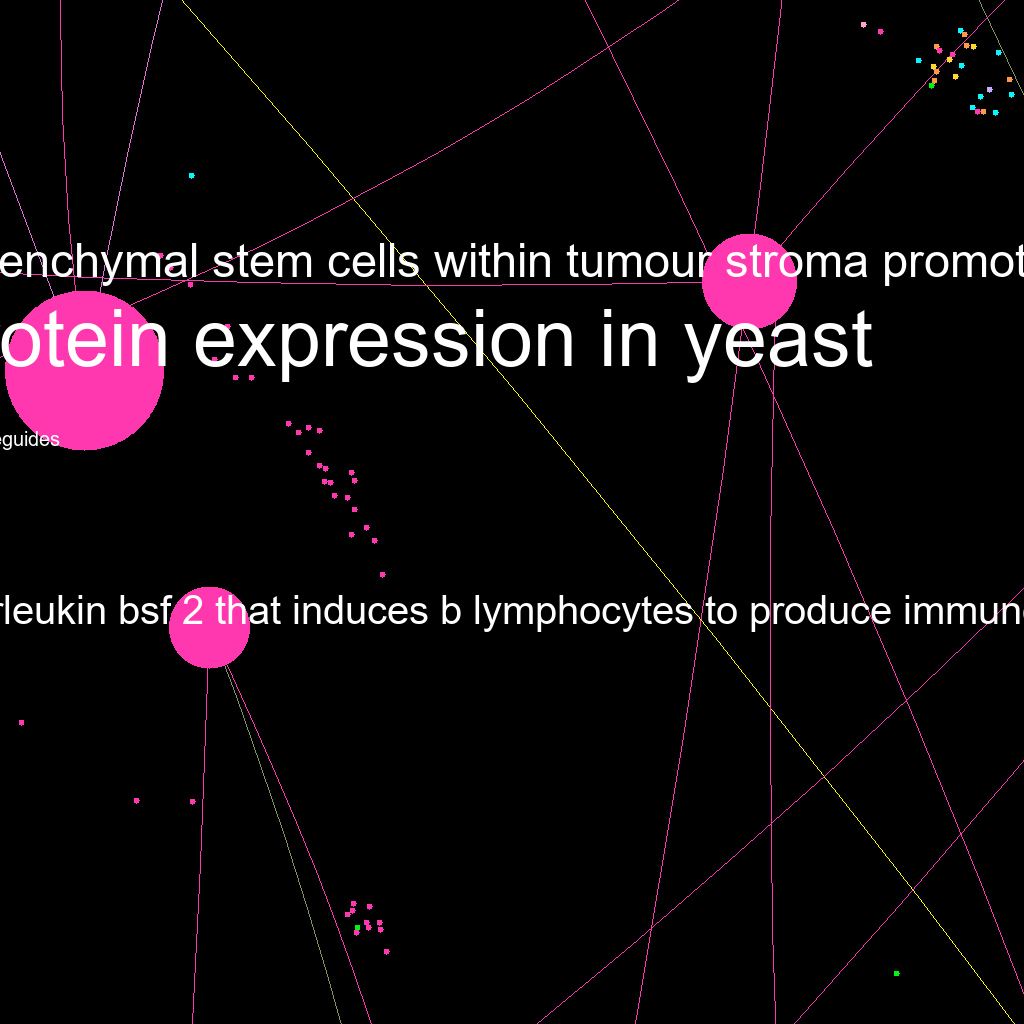 enchymal stem cells within tumour stroma promot
otein expression in yeast
eguides
rleukin bsf 2 that induces b lymphocytes to produce immun